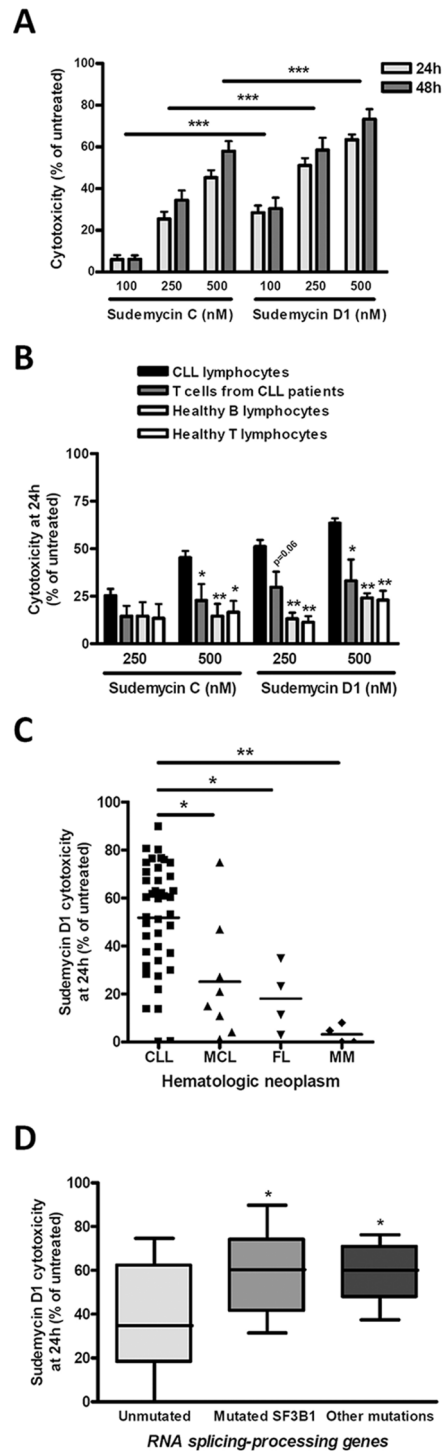 A
24h
48h
Cytotoxicity (% of untreated)
100
80
60
40
20
0
***
***
***
100 250 500 100 250 500
Sudemycin C (nM) Sudemycin D1 (nM)
B
CLL lymphocytes
T cells from CLL patients
Healthy B lymphocytes
Healthy T lymphocytes
Cytotoxicity at 24h
(% of untreated)
100
75
50
25
0
* ** * p=0.06 ** ** * ** **
250 500 250 500
Sudemycin C (nM) Sudemycin D1 (nM)
C
Sudemycin D1 cytotoxicity
at 24h (% of untreated)
100
80
60
40
20
0
**
*
*
CLL MCL FL MM
Hematologic neoplasm
D
Sudemycin D1 cytotoxicity
at 24h (% of untreated)
100
80
60
40
20
0
* *
Unmutated Mutated SF3B1 Other mutations
RNA splicing-processing genes